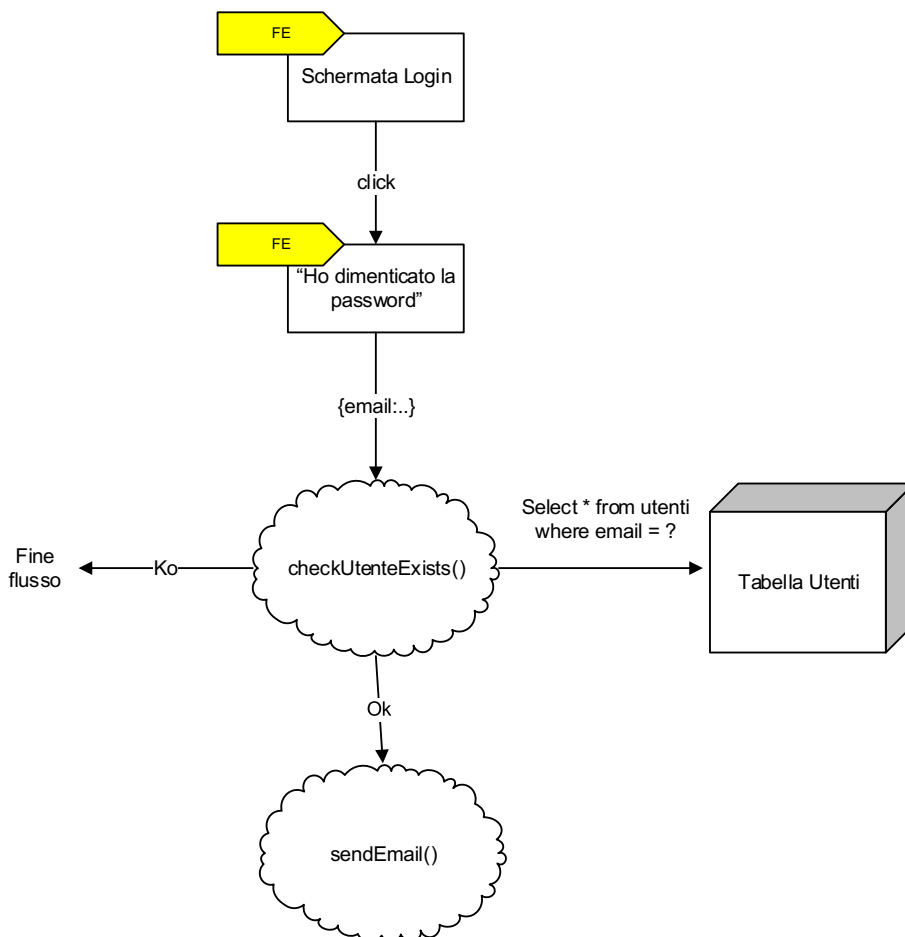 FE
Schermata Login
click
FE
“Ho dimenticato la
password”
{email:..}
Select * from utenti
where email = ?
Fine
flusso
Ko
checkUtenteExists()
Tabella Utenti
Ok
sendEmail()